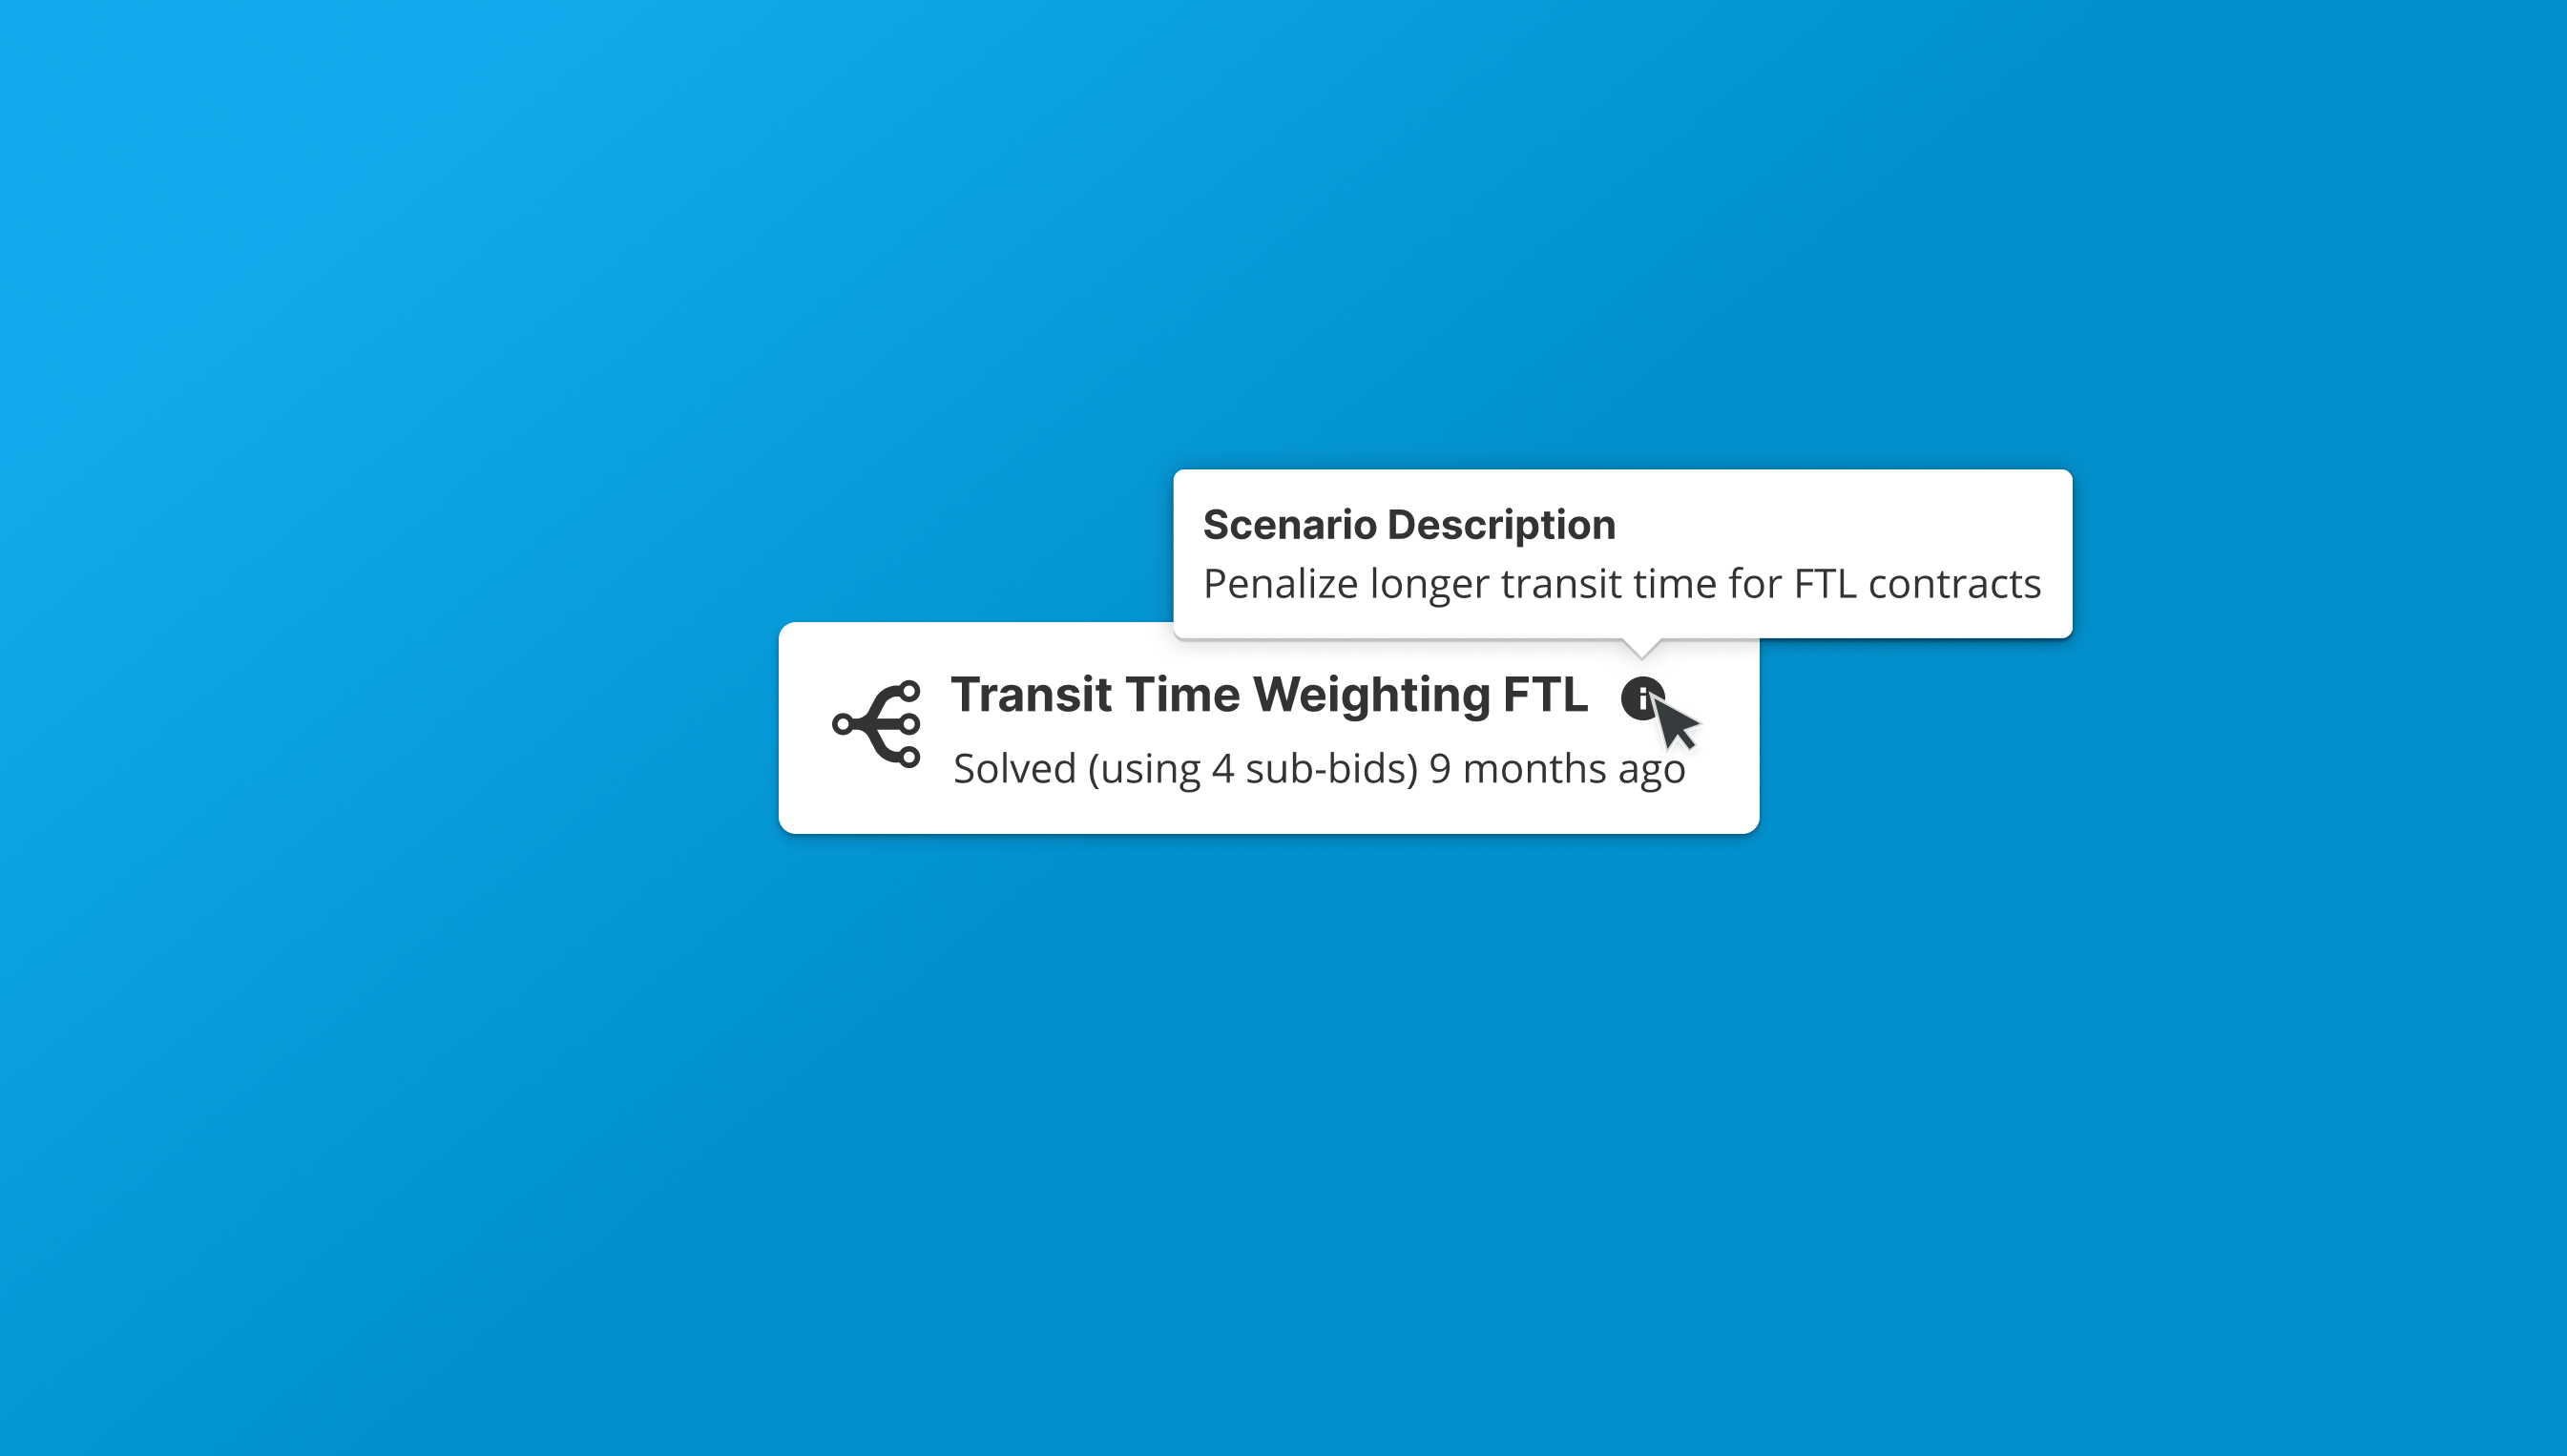 Scenario Description
Penalize longer transit time for FTL contracts
Transit Time Weighting FTL
Solved (using 4 sub-bids) 9 months ago